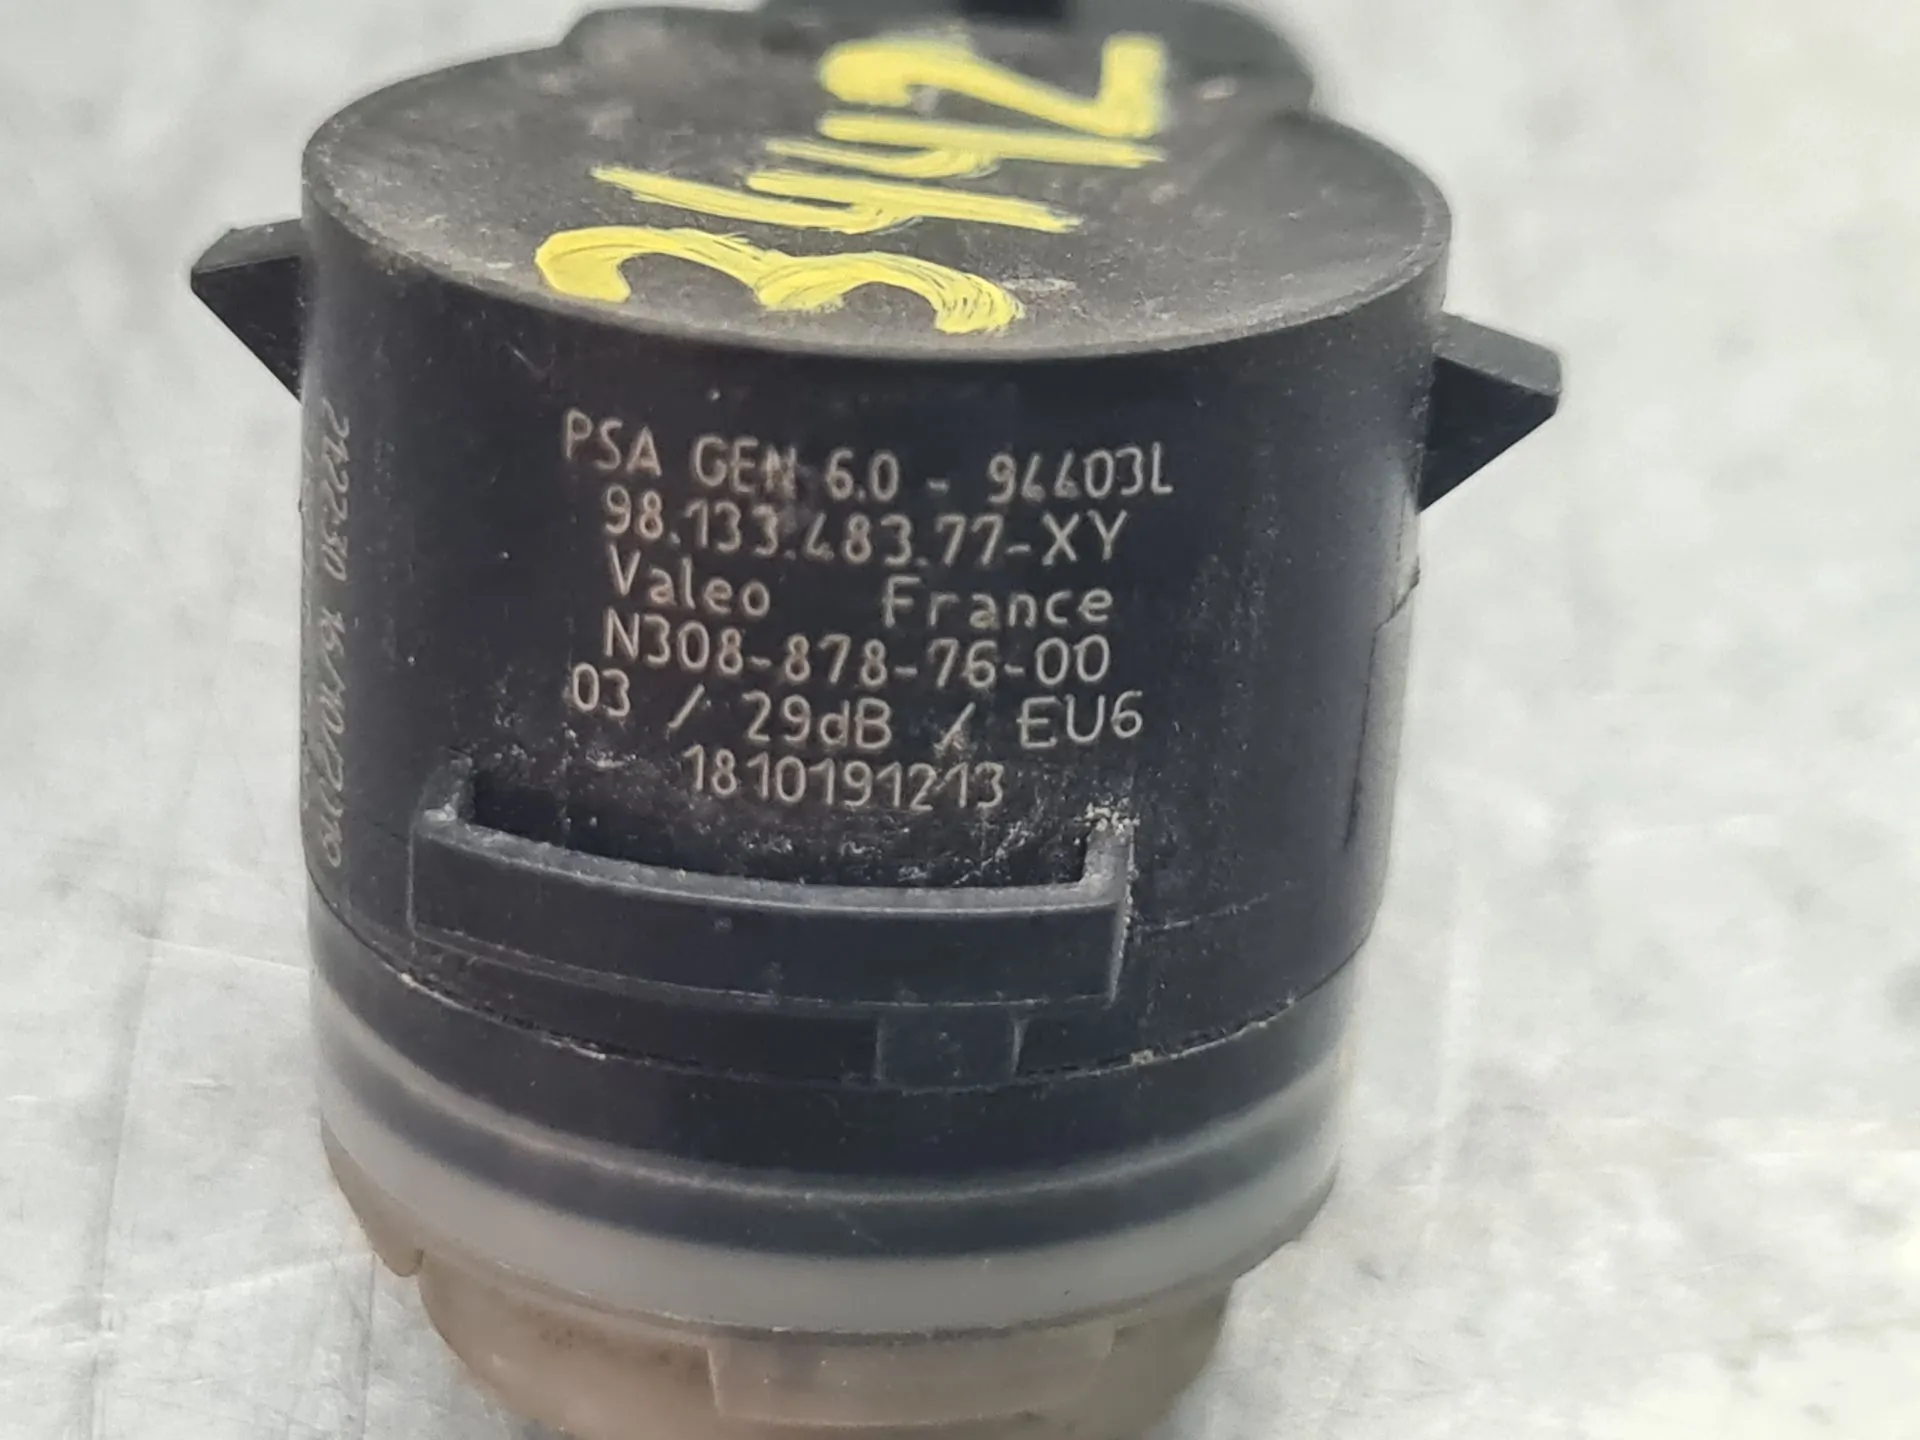 3442
PSA GEN 6.0 - 94403L
98.133.483.77-XY
Valeo France
N308-878-76-00
03 / 29dB / EU6
1810191213